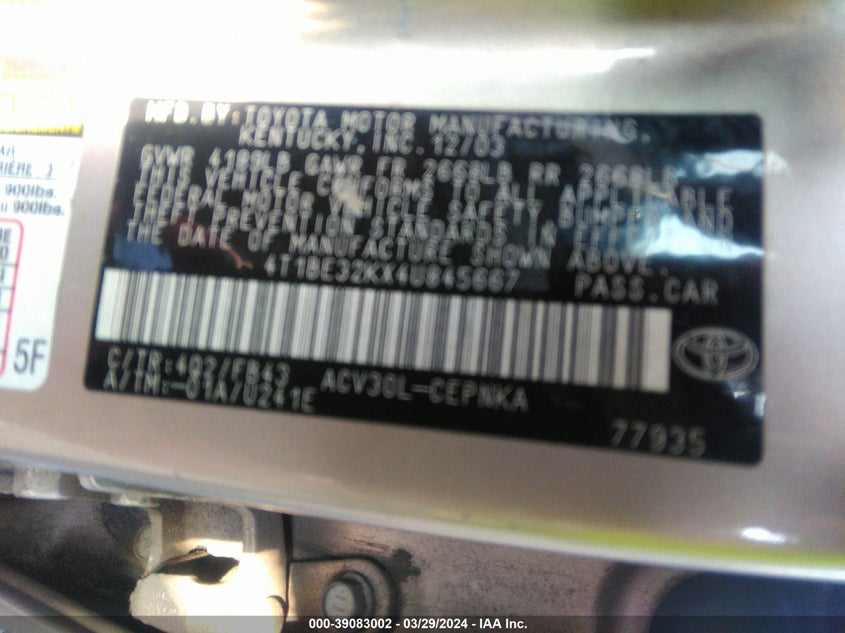 MFD.BY:TOYOTA MOTOR MANUFACTURING,
KENTUCKY, INC. 12/03
GVWR 4189LB GAWR FR 2668LB RR 2668LB
THIS VEHICLE CONFORMS TO ALL APPLICABLE
FEDERAL MOTOR VEHICLE SAFETY, BUMPER AND
THEFT PREVENTION STANDARDS IN EFFECT ON
THE DATE OF MANUFACTURE SHOWN ABOVE.
4T1BE32KX4U845667 PASS.CAR
C/TR:4Q2/FB43 ACV30L-CEPNKA
A/TM:-01A/U241E
77935
900lbs.
900lbs.
5F
000-39083002 - 03/29/2024 - IAA Inc.